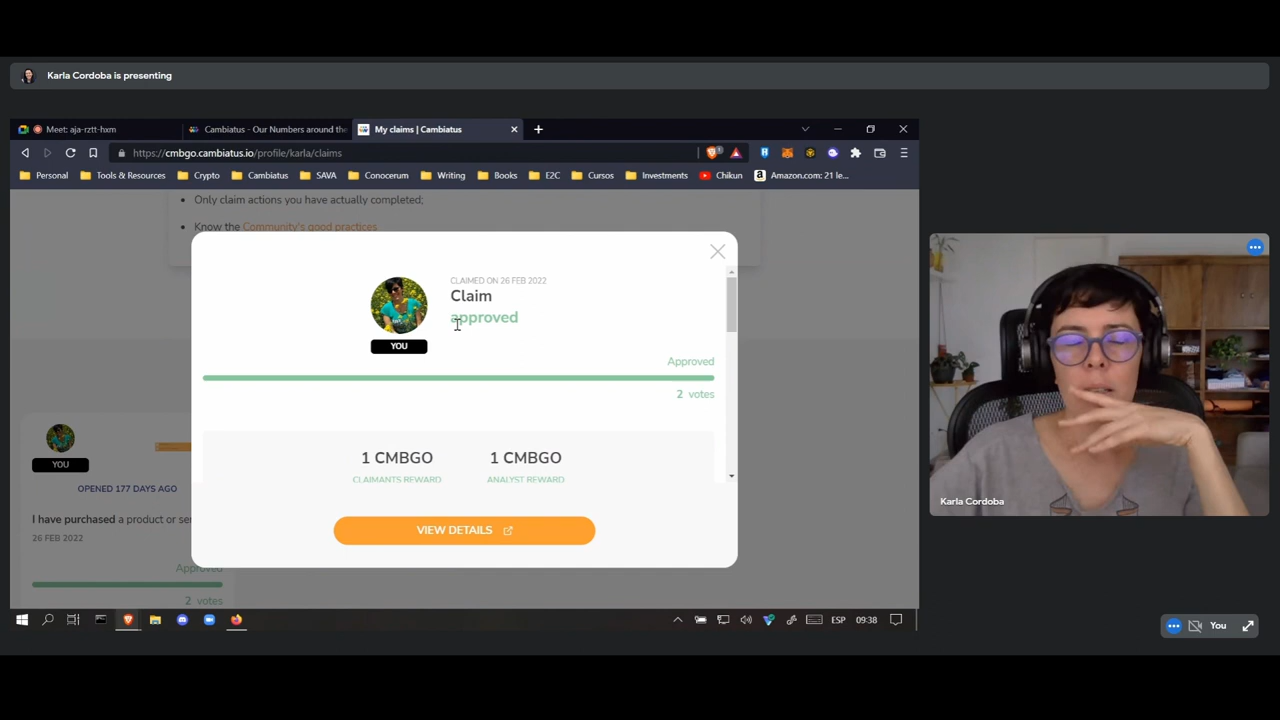 Karla Cordoba is presenting
Meet: aja-rztt-hxm
Cambiatus - Our Numbers around the
My claims | Cambiatus
https://cmbgo.cambiatus.io/profile/karla/claims
Personal
Tools & Resources
Crypto
Cambiatus
SAVA
Conocerum
Writing
Books
E2C
Cursos
Investments
Chikun
Amazon.com: 21 le...
Only claim actions you have actually completed;
Know the Community's good practices
CLAIMED ON 26 FEB 2022
Claim
approved
YOU
Approved
2 votes
1 CMBGO
CLAIMANTS REWARD
1 CMBGO
ANALYST REWARD
VIEW DETAILS
YOU
OPENED 177 DAYS AGO
I have purchased a product or se
26 FEB 2022
Approved
2 votes
Karla Cordoba
ESP
09:38
You